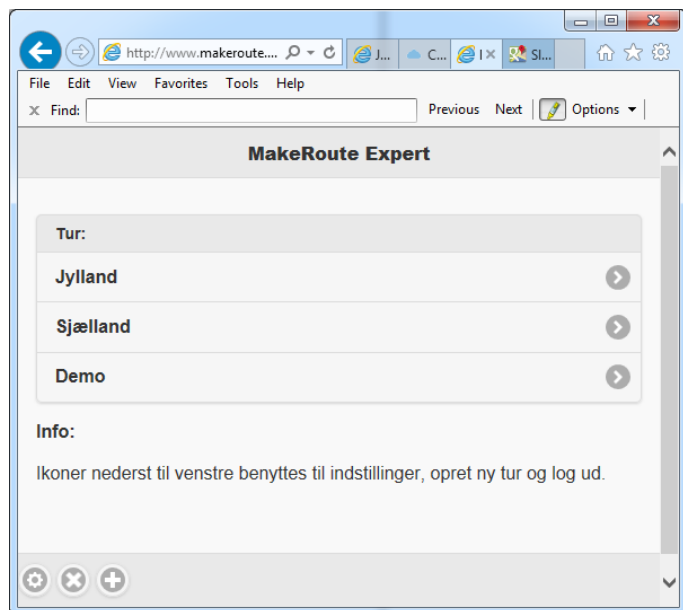 http://www.makeroute....
J...
C...
SI...
File Edit View Favorites Tools Help
Find:
Previous Next Options
MakeRoute Expert
Tur:
Jylland
Sjælland
Demo
Info:
Ikoner nederst til venstre benyttes til indstillinger, opret ny tur og log ud.